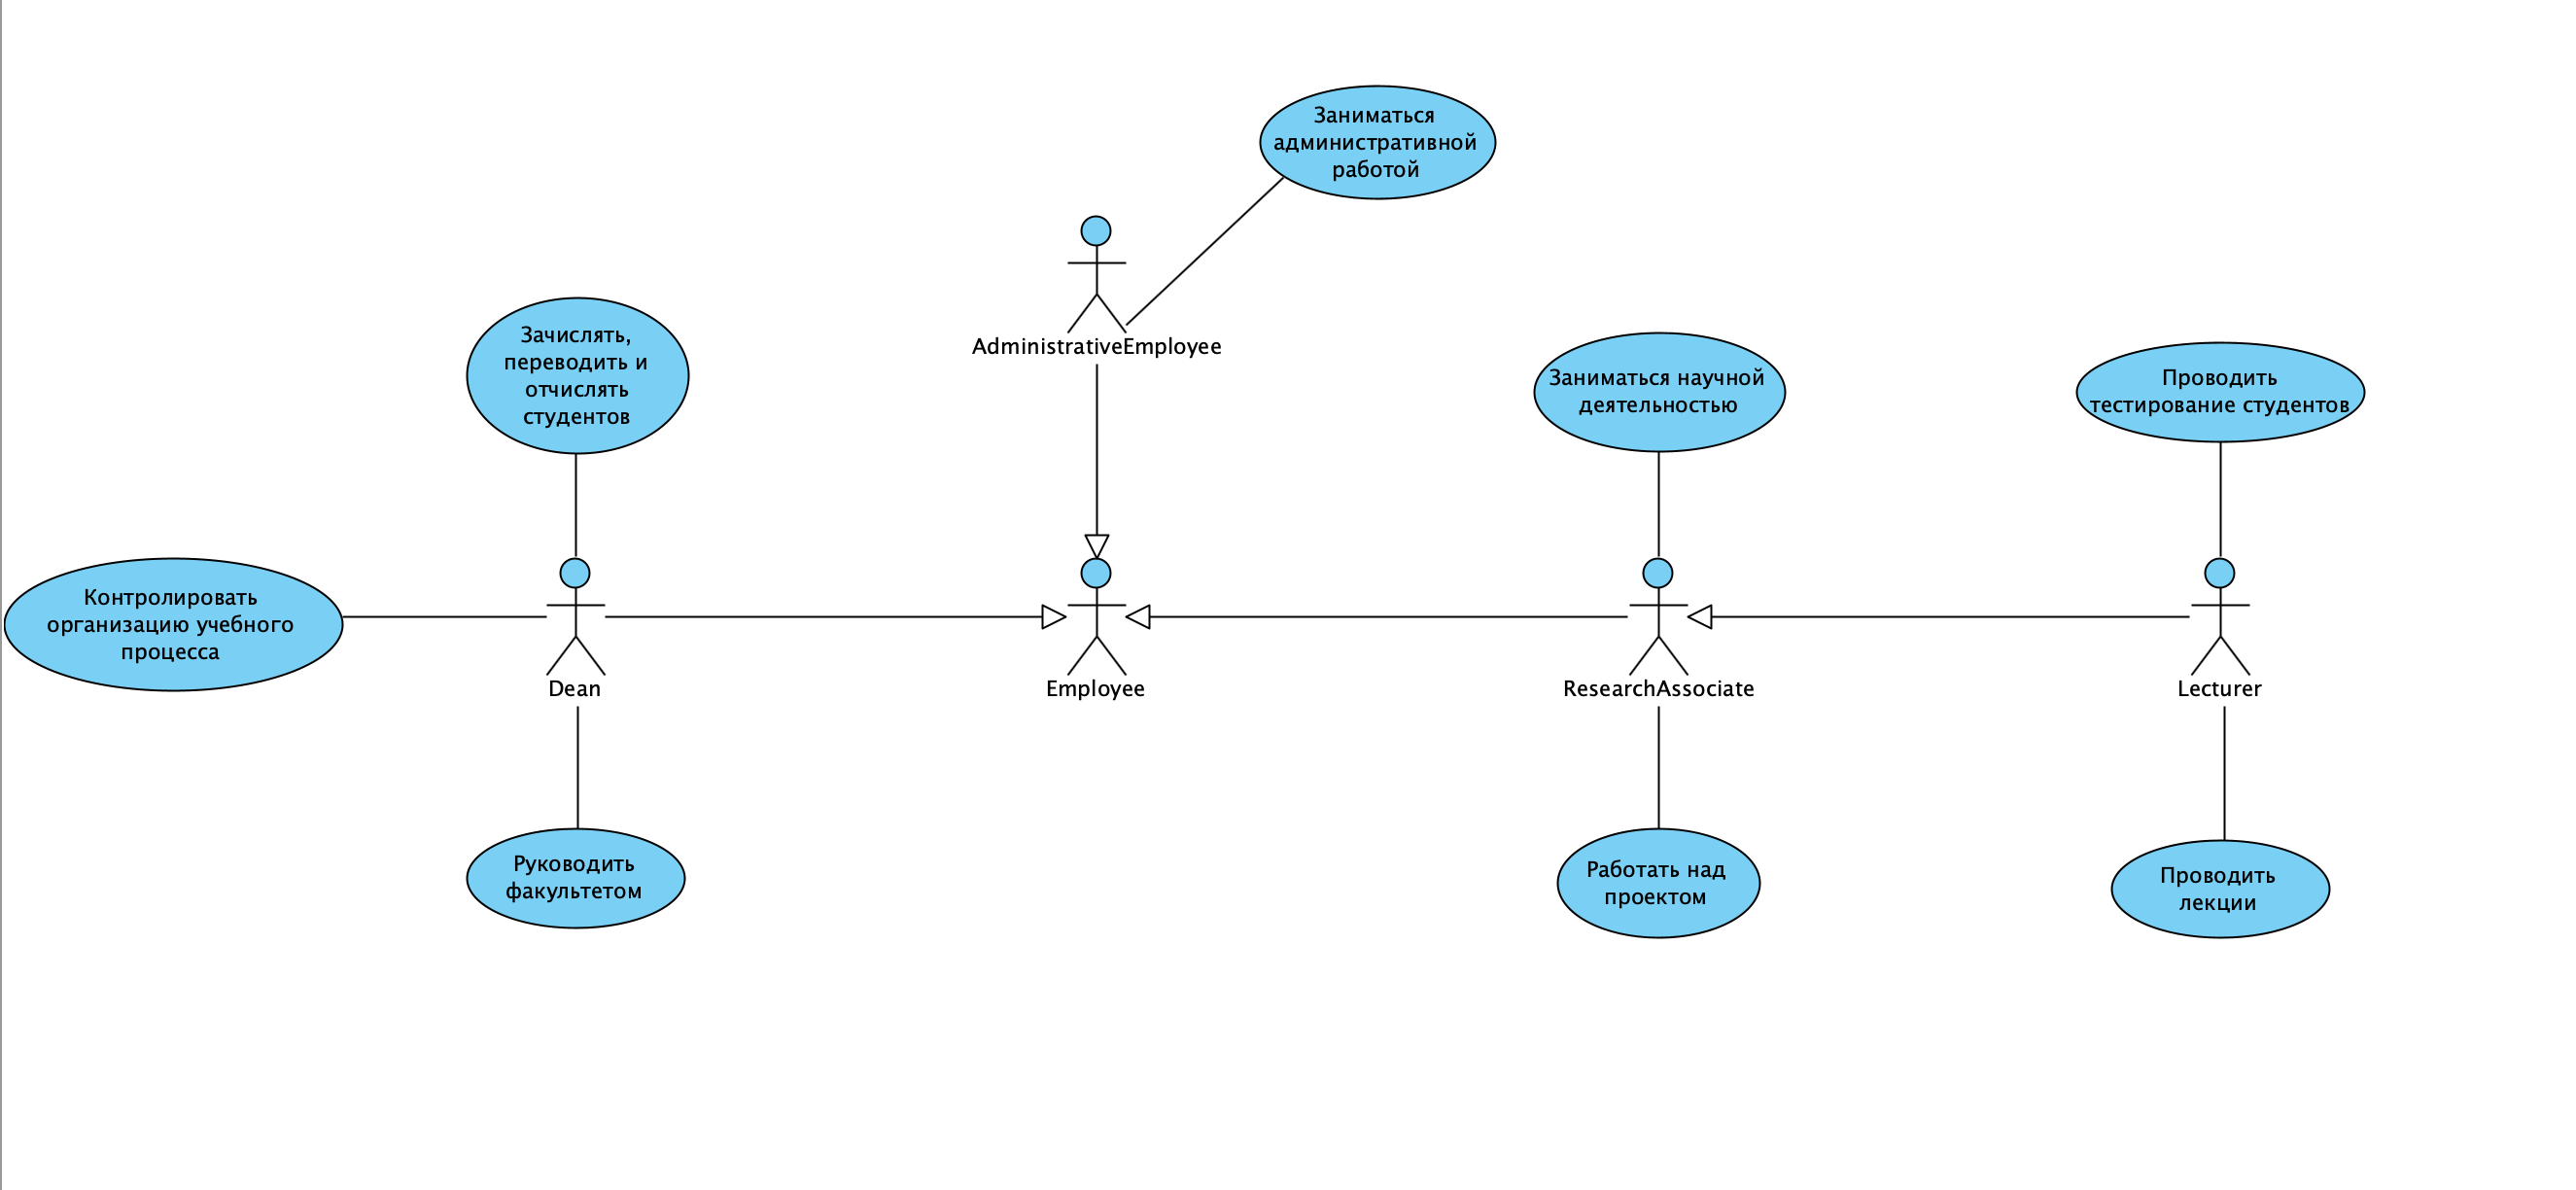 Заниматься
административной
работой
AdministrativeEmployee
Зачислять,
переводить и
отчислять
студентов
Заниматься научной
деятельностью
Проводить
тестирование студентов
Контролировать
организацию учебного
процесса
Dean
Employee
ResearchAssociate
Lecturer
Руководить
факультетом
Работать над
проектом
Проводить
лекции